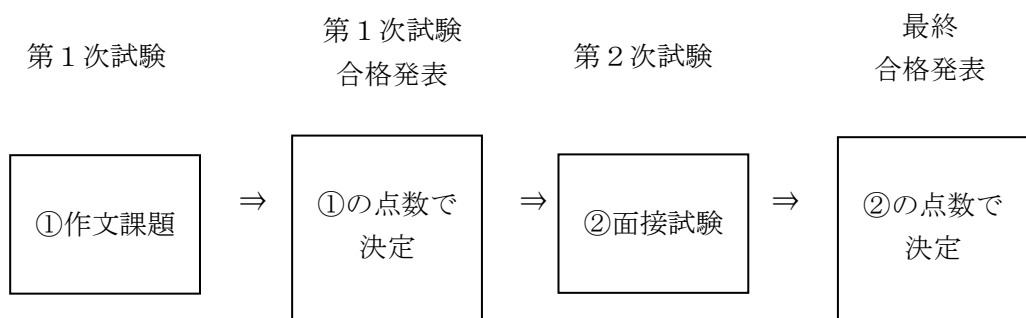 第１次試験
第１次試験
合格発表
第２次試験
最終
合格発表
①作文課題
⇒
①の点数で
決定
⇒
②面接試験
⇒
②の点数で
決定